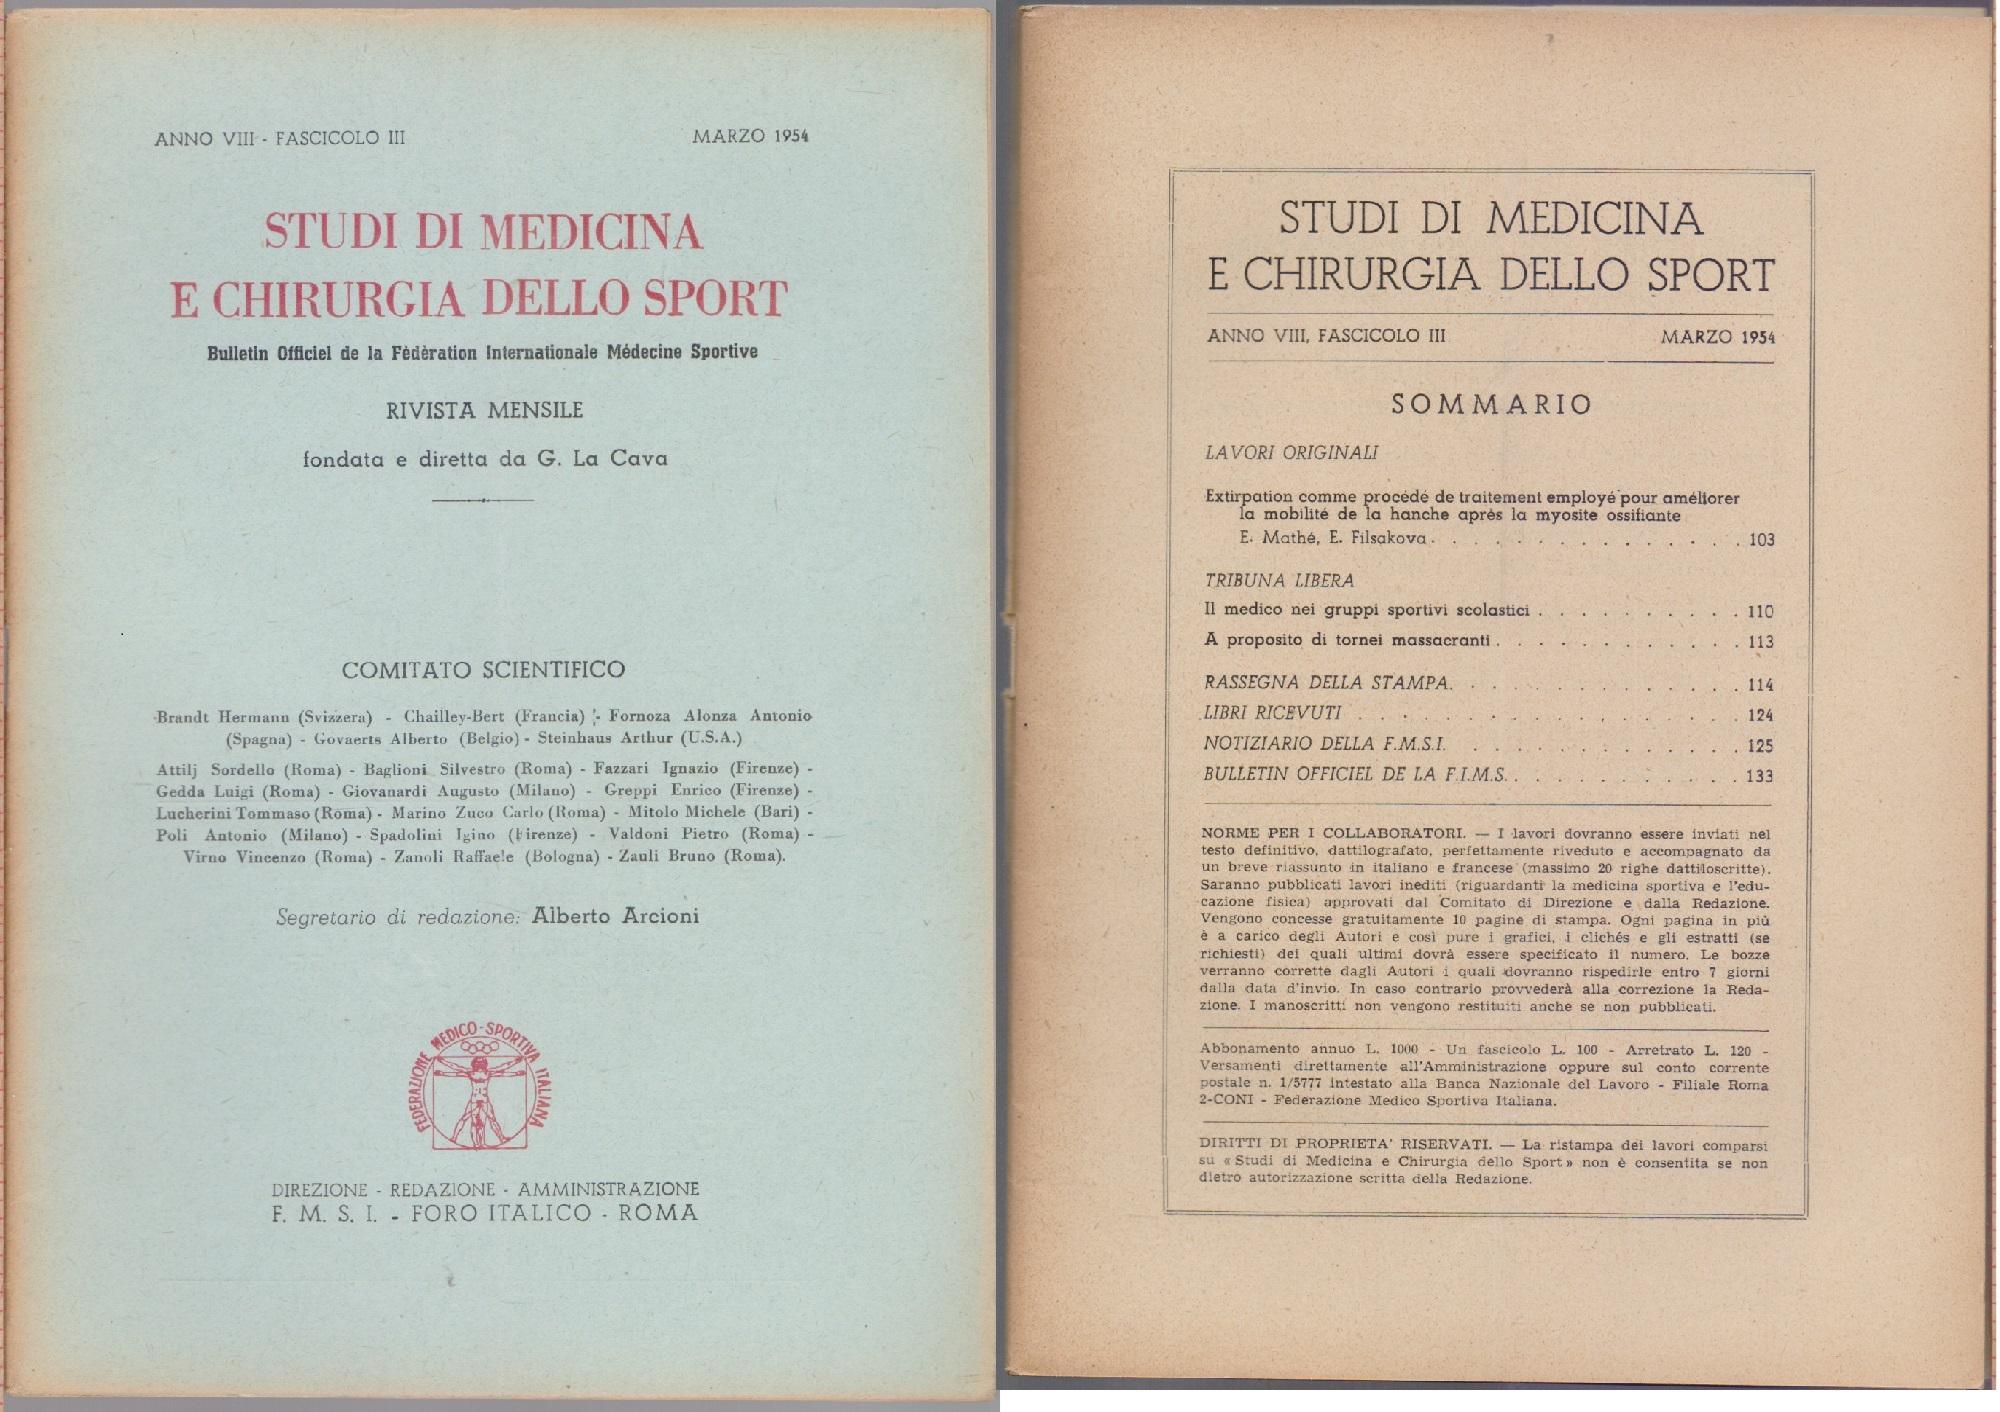 ANNO VIII - FASCICOLO III MARZO 1954
STUDI DI MEDICINA
E CHIRURGIA DELLO SPORT
Bulletin Officiel de la Fèdèration Internationale Médecine Sportive
RIVISTA MENSILE
fondata e diretta da G. La Cava
COMITATO SCIENTIFICO
Brandt Hermann (Svizzera) - Chailley-Bert (Francia) - Fornoza Alonza Antonio
(Spagna) - Govaerts Alberto (Belgio) - Steinhaus Arthur (U.S.A.)
Attilj Sordello (Roma) - Baglioni Silvestro (Roma) - Fazzari Ignazio (Firenze) -
Gedda Luigi (Roma) - Giovanardi Augusto (Milano) - Greppi Enrico (Firenze) -
Lucherini Tommaso (Roma) - Marino Zuco Carlo (Roma) - Mitolo Michele (Bari) -
Poli Antonio (Milano) - Spadolini Igino (Firenze) - Valdoni Pietro (Roma) -
Virno Vincenzo (Roma) - Zanoli Raffaele (Bologna) - Zauli Bruno (Roma).
Segretario di redazione: Alberto Arcioni
FEDERAZIONE MEDICO-SPORTIVA ITALIANA
DIREZIONE - REDAZIONE - AMMINISTRAZIONE
F. M. S. I. - FORO ITALICO - ROMA
STUDI DI MEDICINA
E CHIRURGIA DELLO SPORT
ANNO VIII, FASCICOLO III MARZO 1954
SOMMARIO
LAVORI ORIGINALI
Extirpation comme procédé de traitement employé pour améliorer
la mobilité de la hanche après la myosite ossifiante
E. Mathé, E. Filsakova . . . . . . . . . . . . . . 103
TRIBUNA LIBERA
Il medico nei gruppi sportivi scolastici . . . . . . . . . . 110
A proposito di tornei massacranti . . . . . . . . . . . . 113
RASSEGNA DELLA STAMPA. . . . . . . . . . . . . . 114
LIBRI RICEVUTI . . . . . . . . . . . . . . . . 124
NOTIZIARIO DELLA F.M.S.I. . . . . . . . . . . . . 125
BULLETIN OFFICIEL DE LA F.I.M.S. . . . . . . . . . . 133
NORME PER I COLLABORATORI. — I lavori dovranno essere inviati nel
testo definitivo, dattilografato, perfettamente riveduto e accompagnato da
un breve riassunto in italiano e francese (massimo 20 righe dattiloscritte).
Saranno pubblicati lavori inediti (riguardanti la medicina sportiva e l'edu-
cazione fisica) approvati dal Comitato di Direzione e dalla Redazione.
Vengono concesse gratuitamente 10 pagine di stampa. Ogni pagina in più
è a carico degli Autori e così pure i grafici, i clichés e gli estratti (se
richiesti) dei quali ultimi dovrà essere specificato il numero. Le bozze
verranno corrette dagli Autori i quali dovranno rispedirle entro 7 giorni
dalla data d'invio. In caso contrario provvederà alla correzione la Reda-
zione. I manoscritti non vengono restituiti anche se non pubblicati.
Abbonamento annuo L. 1000 - Un fascicolo L. 100 - Arretrato L. 120 -
Versamenti direttamente all'Amministrazione oppure sul conto corrente
postale n. 1/5777 intestato alla Banca Nazionale del Lavoro - Filiale Roma
2-CONI - Federazione Medico Sportiva Italiana.
DIRITTI DI PROPRIETA' RISERVATI. — La ristampa dei lavori comparsi
su « Studi di Medicina e Chirurgia dello Sport » non è consentita se non
dietro autorizzazione scritta della Redazione.